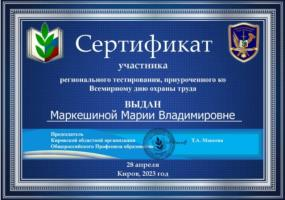 Сертификат
участника
регионального тестирования, приуроченного ко
Всемирному дню охраны труда
ВЫДАН
Маркешиной Марии Владимировне
Председатель
Кировской областной организации
Общероссийского Профсоюза образования
Т.А. Макеева
28 апреля
Киров, 2023 год